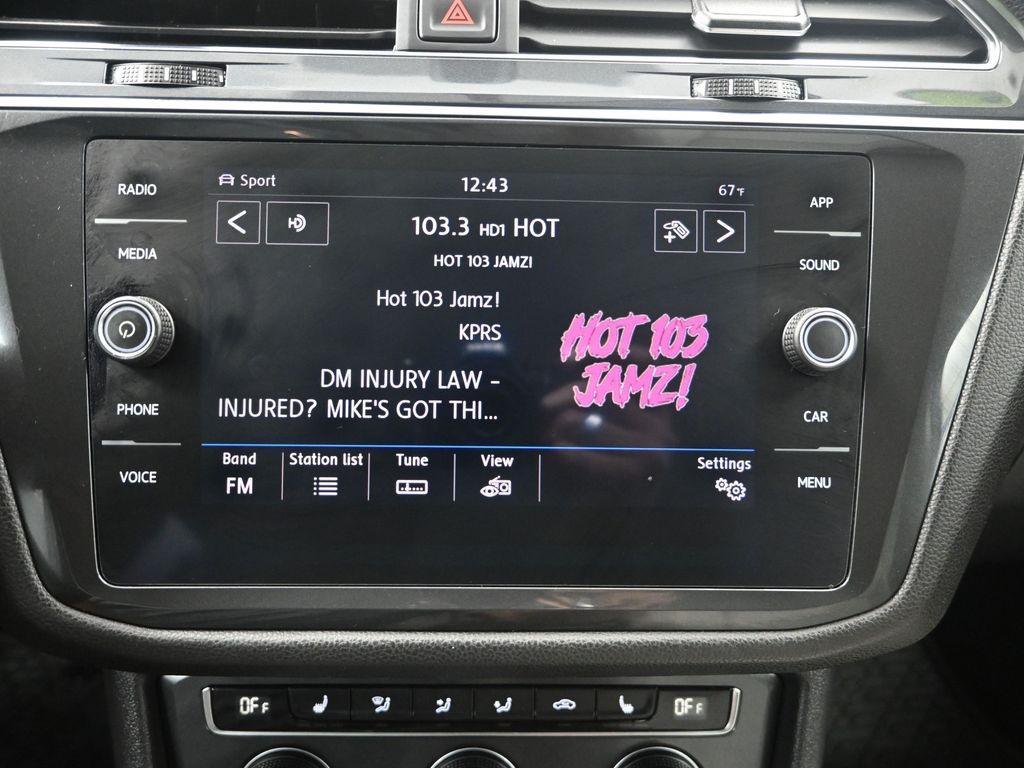 RADIO
MEDIA
PHONE
VOICE
Sport
12:43
67°F
HD
103.3 HD1 HOT
HOT 103 JAMZ!
Hot 103 Jamz!
KPRS
DM INJURY LAW -
INJURED? MIKE'S GOT THI...
HOT 103
JAMZ!
Band
FM
Station list
Tune
View
Settings
APP
SOUND
CAR
MENU
OFF
OFF